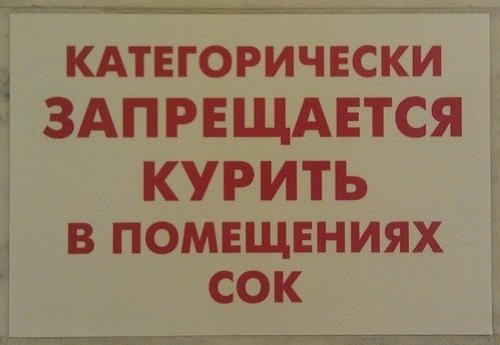 КАТЕГОРИЧЕСКИ
ЗАПРЕЩАЕТСЯ
КУРИТЬ
В ПОМЕЩЕНИЯХ
СОК